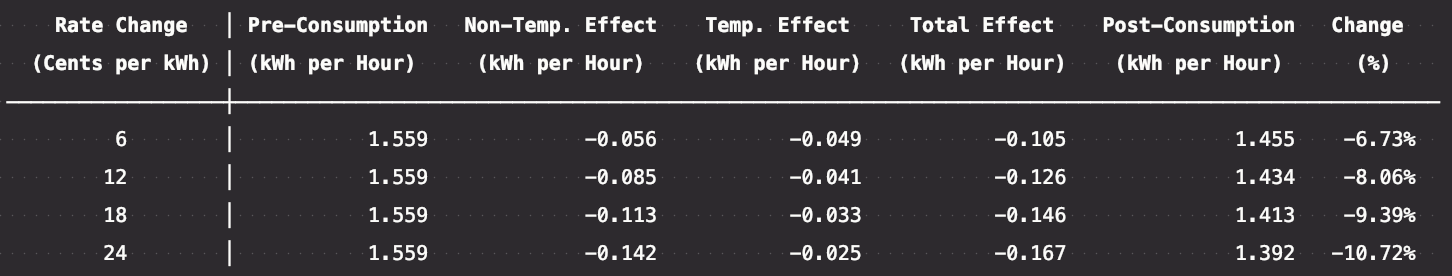 Rate Change | Pre-Consumption Non-Temp. Effect Temp. Effect Total Effect Post-Consumption Change
(Cents per kWh) | (kWh per Hour) (kWh per Hour) (kWh per Hour) (kWh per Hour) (kWh per Hour) (%)
6 | 1.559 −0.056 −0.049 −0.105 1.455 −6.73%
12 | 1.559 −0.085 −0.041 −0.126 1.434 −8.06%
18 | 1.559 −0.113 −0.033 −0.146 1.413 −9.39%
24 | 1.559 −0.142 −0.025 −0.167 1.392 −10.72%